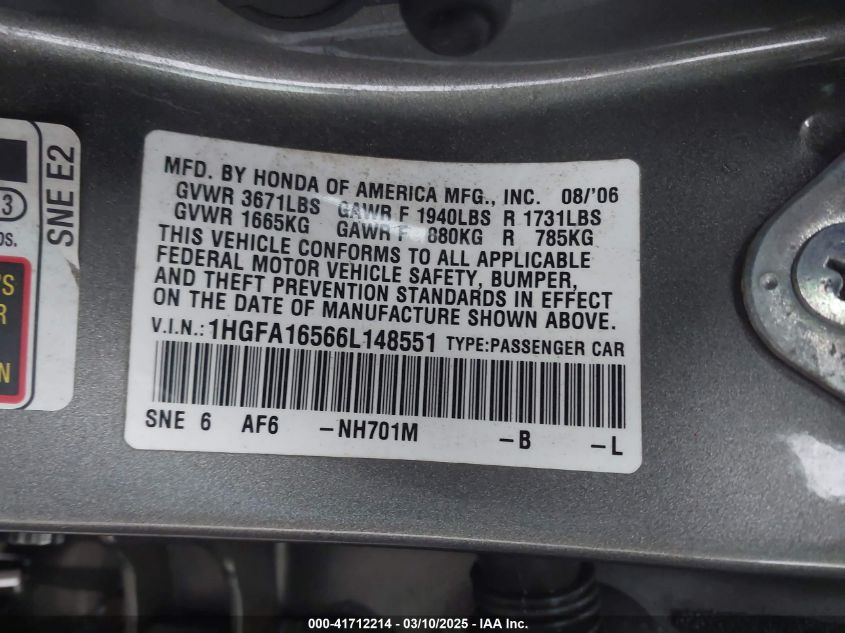 SNE E2
3
OS.
'S
R
N
MFD. BY HONDA OF AMERICA MFG., INC. 08/'06
GVWR 3671LBS GAWR F 1940LBS R 1731LBS
GVWR 1665KG GAWR F 880KG R 785KG
THIS VEHICLE CONFORMS TO ALL APPLICABLE
FEDERAL MOTOR VEHICLE SAFETY, BUMPER,
AND THEFT PREVENTION STANDARDS IN EFFECT
ON THE DATE OF MANUFACTURE SHOWN ABOVE.
V.I.N.: 1HGFA16566L148551 TYPE:PASSENGER CAR
SNE 6 AF6 -NH701M -B -L
000-41712214 - 03/10/2025 - IAA Inc.